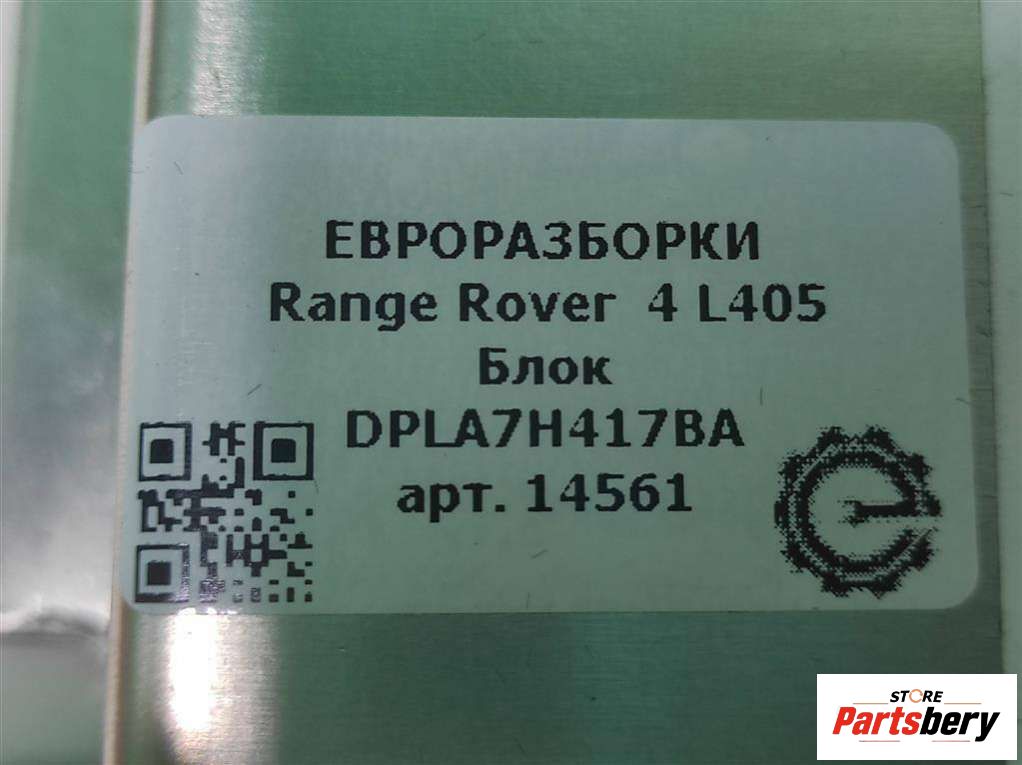 ЕВРОРАЗБОРКИ
Range Rover 4 L405
Блок
DPLA7H417BA
арт. 14561
STORE
Partsbery